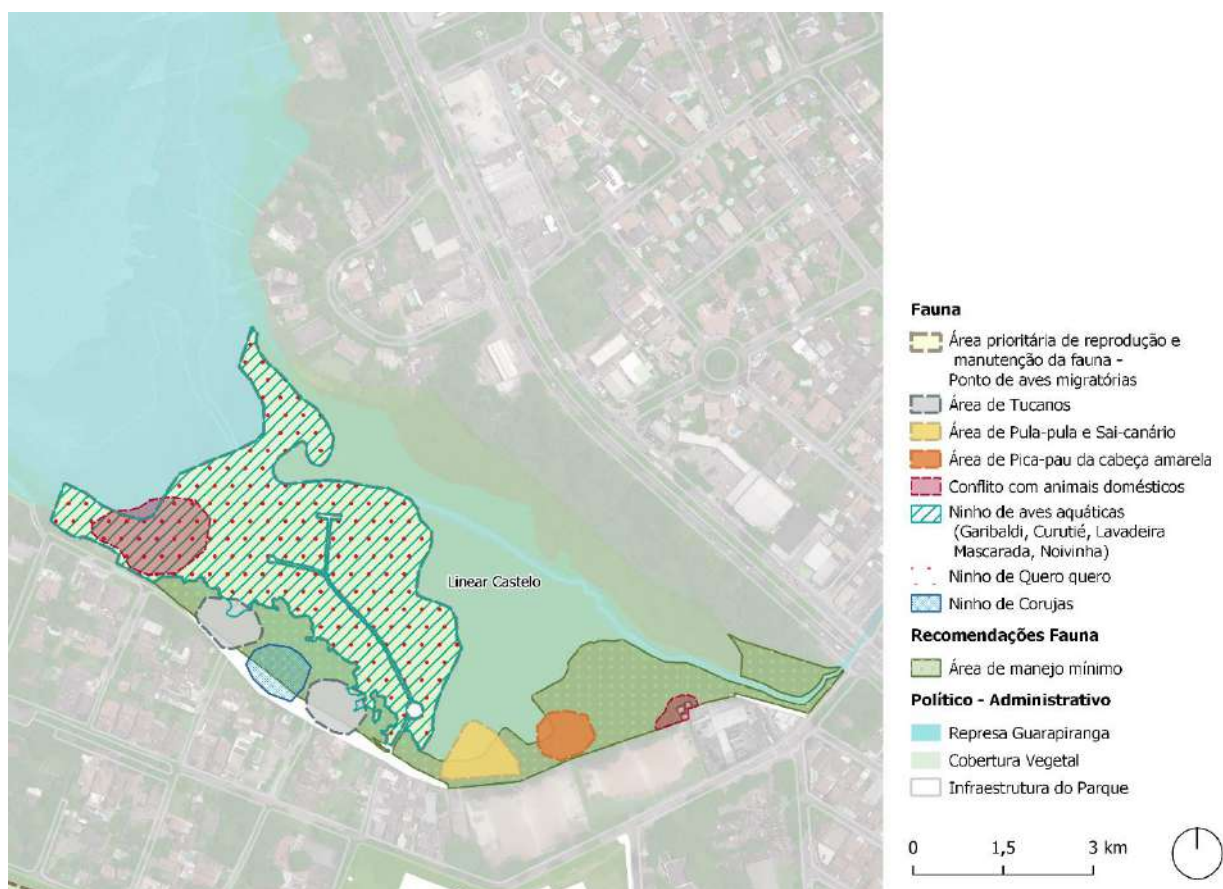 Linear Castelo
Fauna
Área prioritária de reprodução e
manutenção da fauna -
Ponto de aves migratórias
Área de Tucanos
Área de Pula-pula e Sai-canário
Área de Pica-pau da cabeça amarela
Conflito com animais domésticos
Ninho de aves aquáticas
(Garibaldi, Curutié, Lavadeira
Mascarada, Noivinha)
Ninho de Quero quero
Ninho de Corujas
Recomendações Fauna
Área de manejo mínimo
Político - Administrativo
Represa Guarapiranga
Cobertura Vegetal
Infraestrutura do Parque
0 1,5 3 km